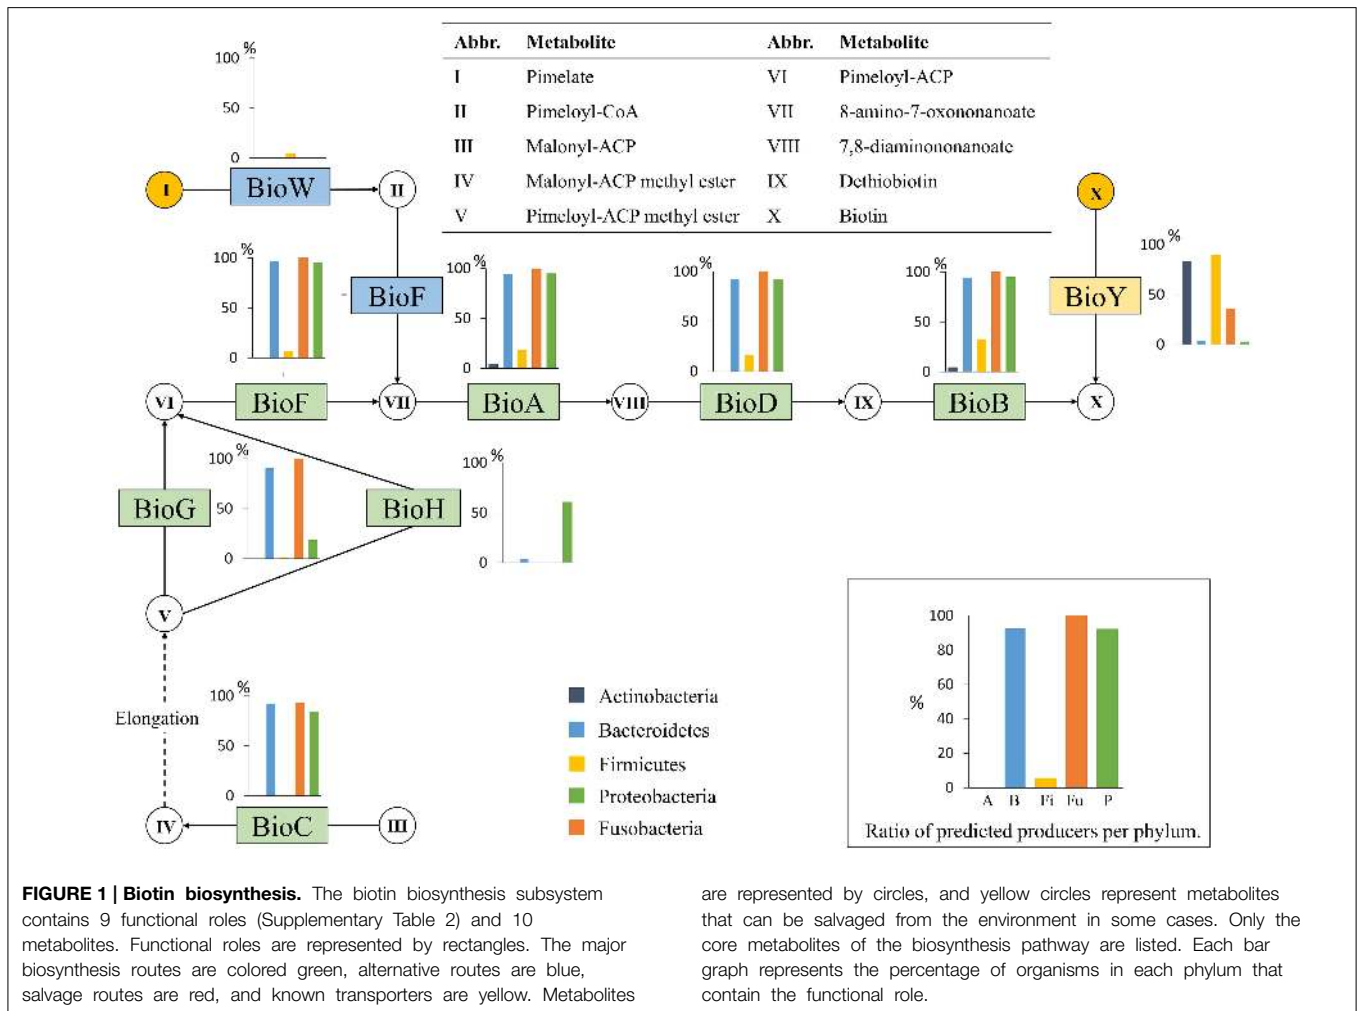 Abbr. Metabolite Abbr. Metabolite
I Pimelate VI Pimeloyl-ACP
II Pimeloyl-CoA VII 8-amino-7-oxononanoate
III Malonyl-ACP VIII 7,8-diaminononanoate
IV Malonyl-ACP methyl ester IX Dethiobiotin
V Pimeloyl-ACP methyl ester X Biotin
%
100
50
0
I BioW II
X
%
100
50
0
BioF
%
100
50
0
%
100
50
0
%
100
50
0
BioY
%
100
50
0
VI BioF VII BioA VIII BioD IX BioB X
BioG
%
100
50
0
BioH
%
100
50
0
V
Elongation
%
100
50
0
IV BioC III
Actinobacteria
Bacteroidetes
Firmicutes
Proteobacteria
Fusobacteria
%
100
80
60
40
20
0
A B Fi Fu P
Ratio of predicted producers per phylum.
FIGURE 1 | Biotin biosynthesis. The biotin biosynthesis subsystem
contains 9 functional roles (Supplementary Table 2) and 10
metabolites. Functional roles are represented by rectangles. The major
biosynthesis routes are colored green, alternative routes are blue,
salvage routes are red, and known transporters are yellow. Metabolites
are represented by circles, and yellow circles represent metabolites
that can be salvaged from the environment in some cases. Only the
core metabolites of the biosynthesis pathway are listed. Each bar
graph represents the percentage of organisms in each phylum that
contain the functional role.